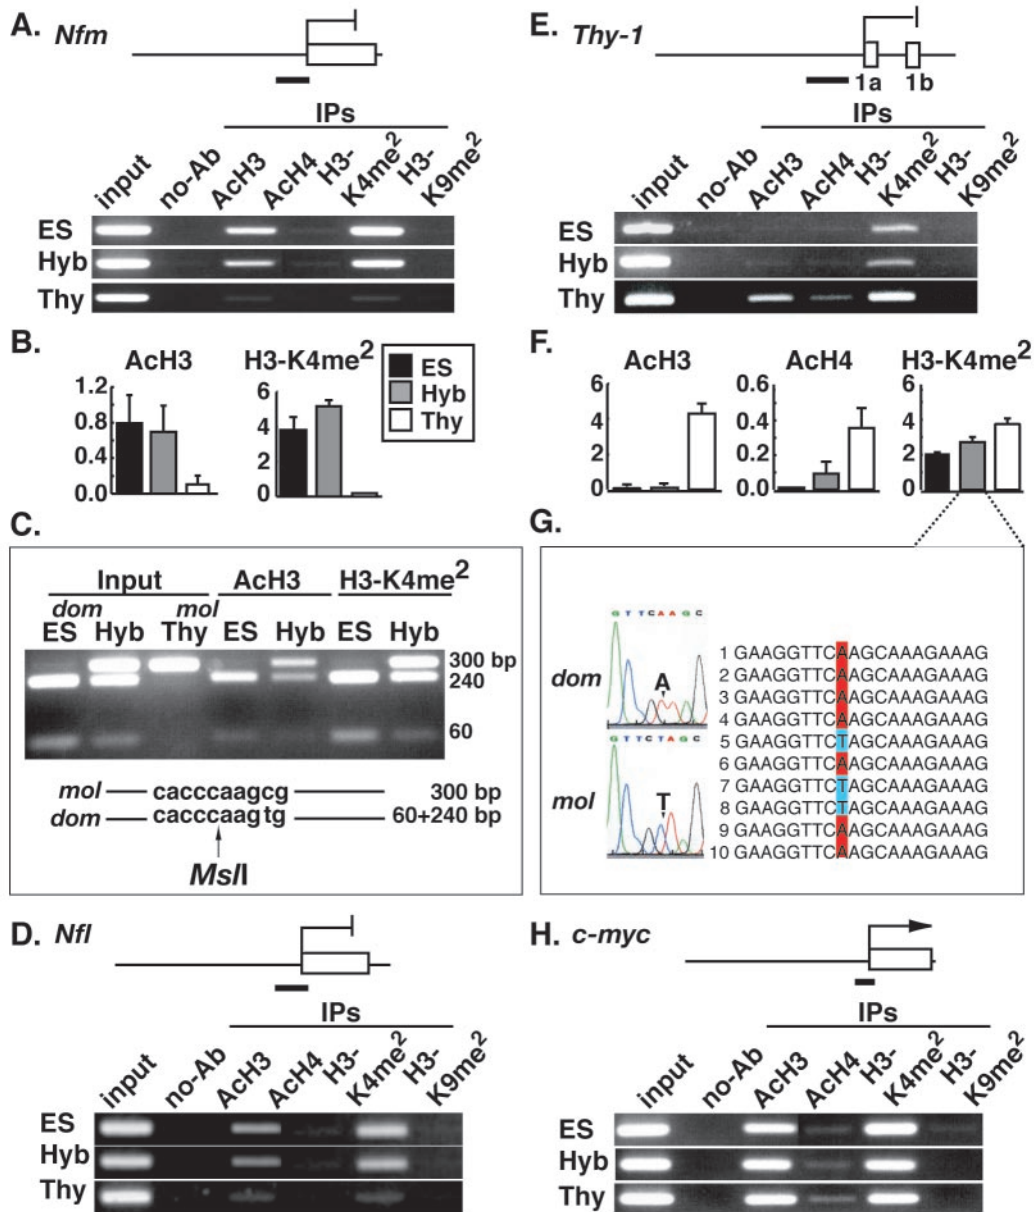 A. Nfm
IPs
input no-Ab AcH3 AcH4 H3-K4me² H3-K9me²
ES
Hyb
Thy
B.
AcH3 H3-K4me²
ES
Hyb
Thy
1.2
0.8
0.4
0.0
6
4
2
0
C.
Input AcH3 H3-K4me²
dom mol
ES Hyb Thy ES Hyb ES Hyb
300 bp
240
60
mol cacccaagcg 300 bp
dom cacccaagtg 60+240 bp
MslI
D. Nfl
IPs
input no-Ab AcH3 AcH4 H3-K4me² H3-K9me²
ES
Hyb
Thy
E. Thy-1
1a 1b
IPs
input no-Ab AcH3 AcH4 H3-K4me² H3-K9me²
ES
Hyb
Thy
F.
AcH3 AcH4 H3-K4me²
6
4
2
0
0.6
0.4
0.2
0.0
6
4
2
0
G.
GTTCAAGC
dom A
GTTCTAGC
mol T
1 GAAGGTTCAAGCAAAGAAAG
2 GAAGGTTCAAGCAAAGAAAG
3 GAAGGTTCAAGCAAAGAAAG
4 GAAGGTTCAAGCAAAGAAAG
5 GAAGGTTCTAGCAAAGAAAG
6 GAAGGTTCAAGCAAAGAAAG
7 GAAGGTTCTAGCAAAGAAAG
8 GAAGGTTCTAGCAAAGAAAG
9 GAAGGTTCAAGCAAAGAAAG
10 GAAGGTTCAAGCAAAGAAAG
H. c-myc
IPs
input no-Ab AcH3 AcH4 H3-K4me² H3-K9me²
ES
Hyb
Thy